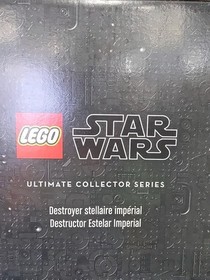 LEGO
STAR
WARS
ULTIMATE COLLECTOR SERIES
Destroyer stellaire impérial
Destructor Estelar Imperial